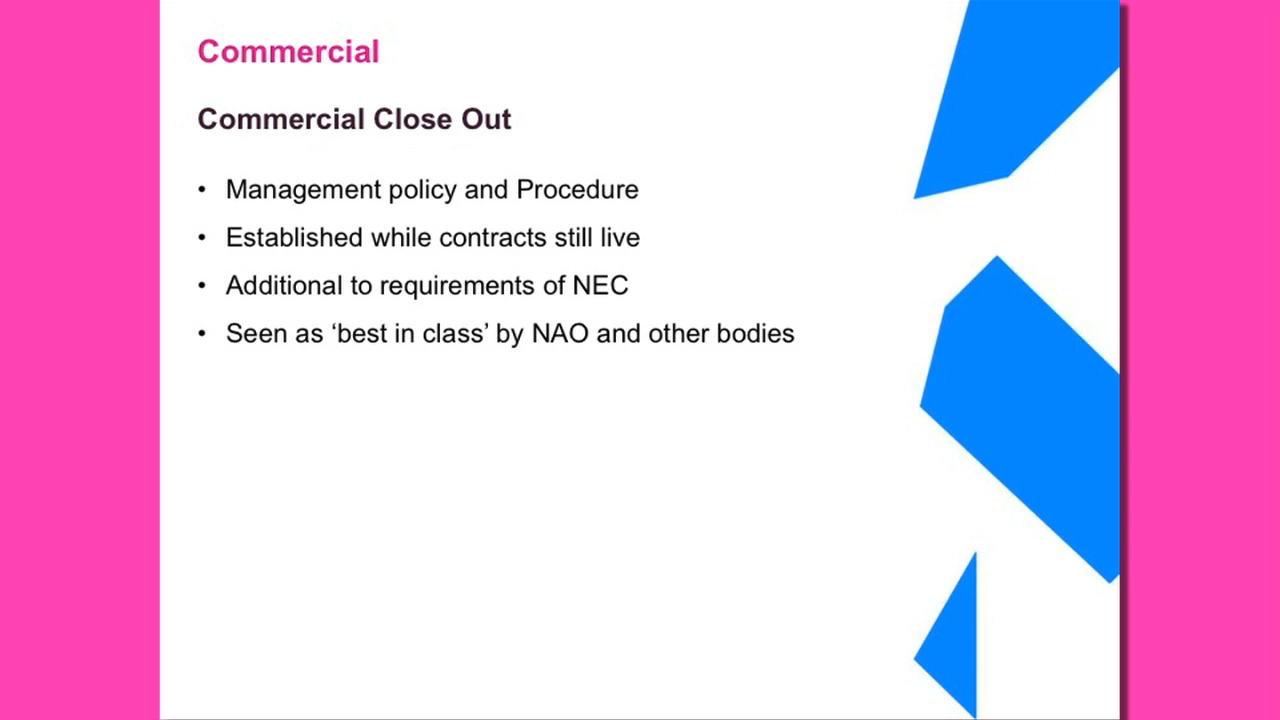 Commercial
Commercial Close Out
• Management policy and Procedure
• Established while contracts still live
• Additional to requirements of NEC
• Seen as ‘best in class’ by NAO and other bodies